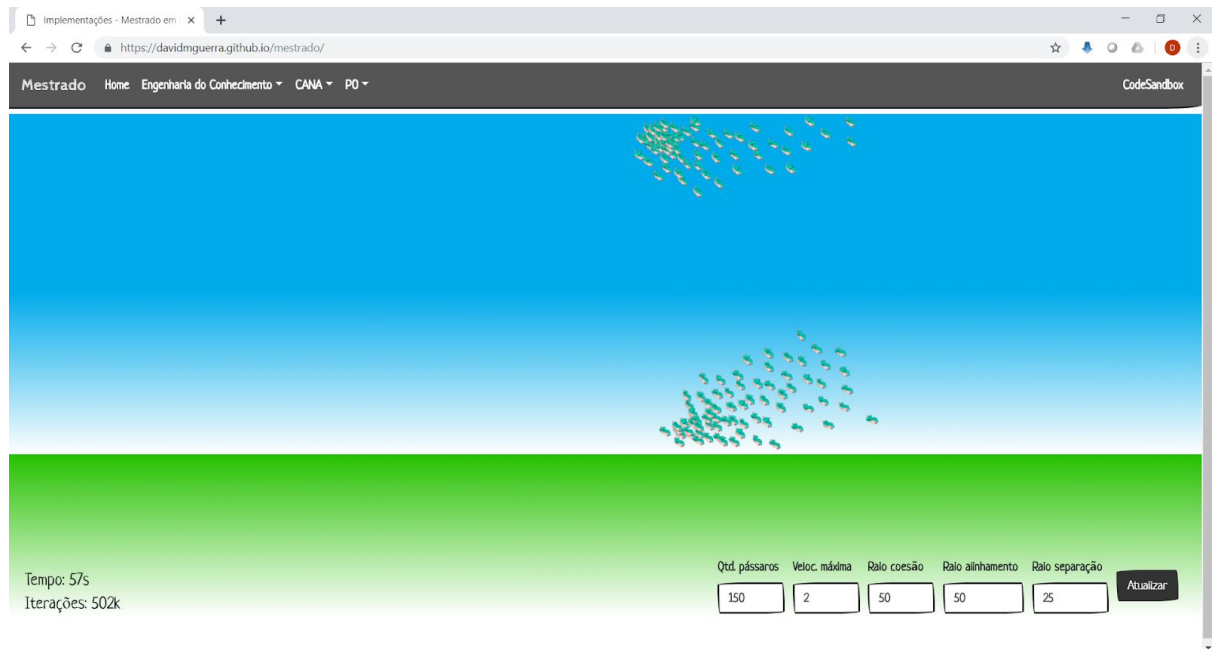 Implementações - Mestrado em
https://davidmguerra.github.io/mestrado/
D
Mestrado Home Engenharia do Conhecimento CANA PO CodeSandbox
Qtd. pássaros Veloc. máxima Raio coesão Raio alinhamento Raio separação
150 2 50 50 25 Atualizar
Tempo: 57s
Iterações: 502k